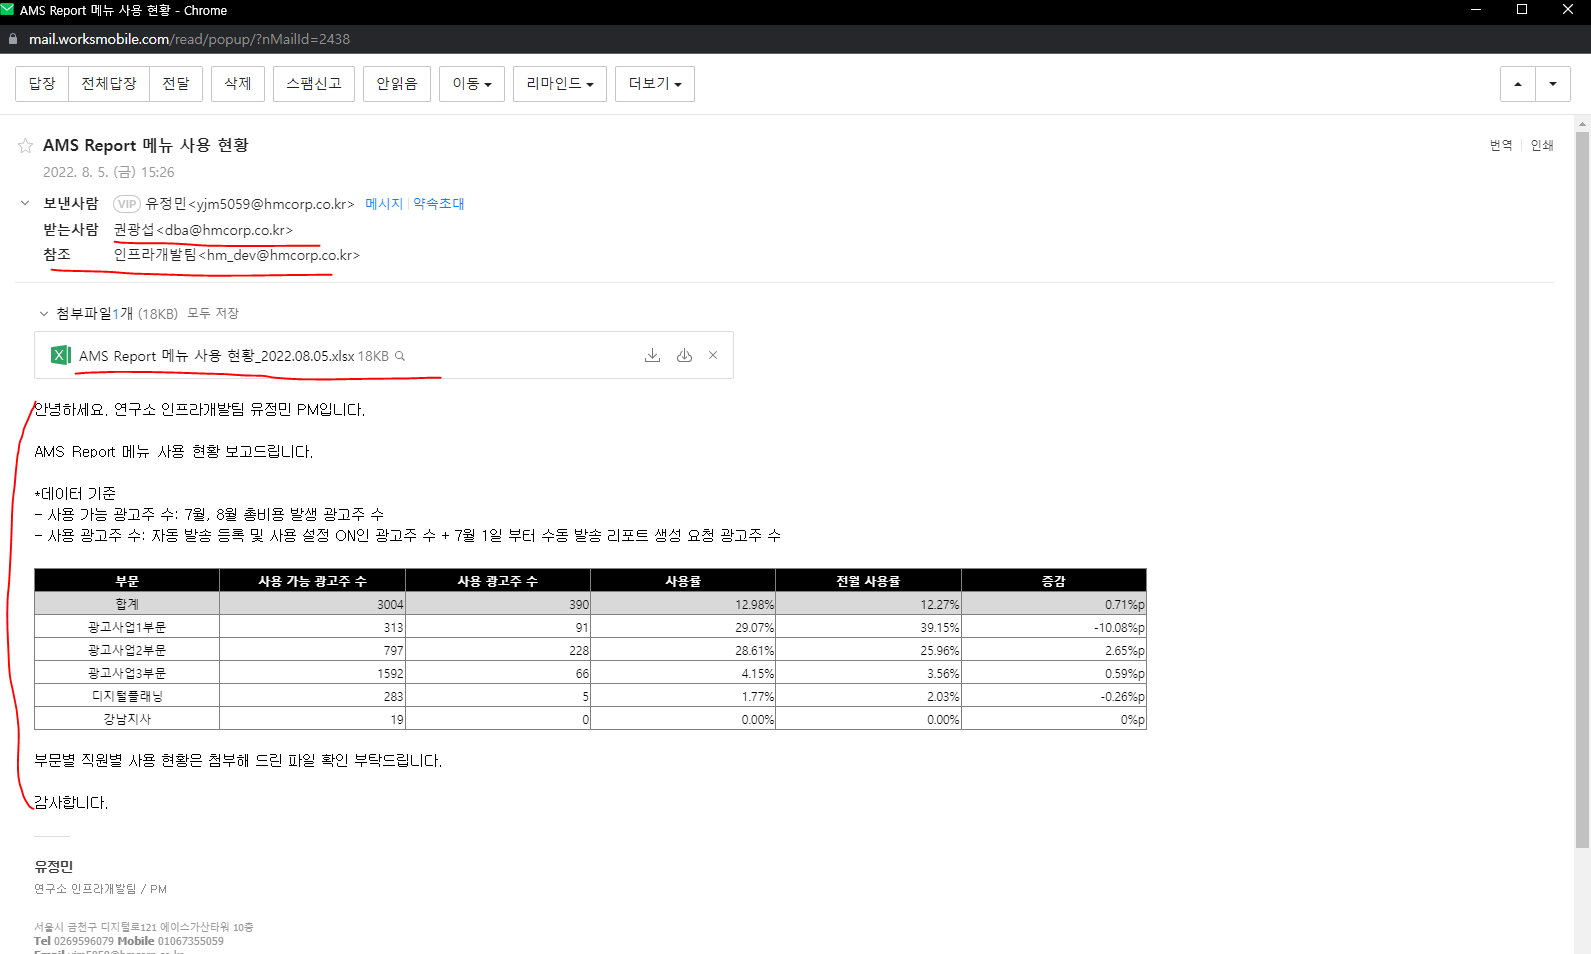 AMS Report 메뉴 사용 현황 - Chrome
mail.worksmobile.com/read/popup/?nMailId=2438
답장 전체답장 전달 삭제 스팸신고 안읽음 이동 리마인드 더보기
AMS Report 메뉴 사용 현황
번역 인쇄
2022. 8. 5. (금) 15:26
보낸사람 VIP 유정민<yjm5059@hmcorp.co.kr> 메시지 약속초대
받는사람 권광섭<dba@hmcorp.co.kr>
참조 인프라개발팀<hm_dev@hmcorp.co.kr>
첨부파일1개 (18KB) 모두 저장
AMS Report 메뉴 사용 현황_2022.08.05.xlsx 18KB
안녕하세요. 연구소 인프라개발팀 유정민 PM입니다.
AMS Report 메뉴 사용 현황 보고드립니다.
*데이터 기준
- 사용 가능 광고주 수: 7월, 8월 총비용 발생 광고주 수
- 사용 광고주 수: 자동 발송 등록 및 사용 설정 ON인 광고주 수 + 7월 1일 부터 수동 발송 리포트 생성 요청 광고주 수
부문 사용 가능 광고주 수 사용 광고주 수 사용률 전월 사용률 증감
합계 3004 390 12.98% 12.27% 0.71%p
광고사업1부문 313 91 29.07% 39.15% -10.08%p
광고사업2부문 797 228 28.61% 25.96% 2.65%p
광고사업3부문 1592 66 4.15% 3.56% 0.59%p
디지털플래닝 283 5 1.77% 2.03% -0.26%p
강남지사 19 0 0.00% 0.00% 0%p
부문별 직원별 사용 현황은 첨부해 드린 파일 확인 부탁드립니다.
감사합니다.
유정민
연구소 인프라개발팀 / PM
서울시 금천구 디지털로121 에이스가산타워 10층
Tel 0269596079 Mobile 01067355059
Email yjm5059@hmcorp.co.kr